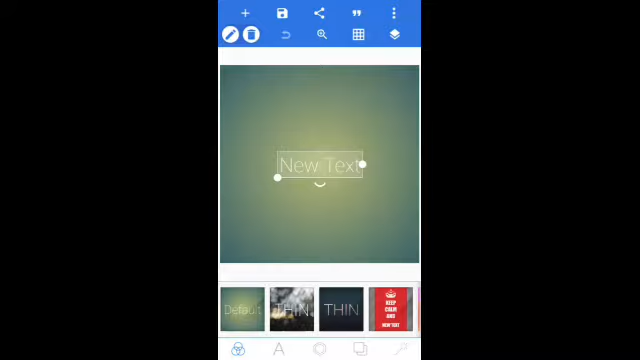 New Text
Default
THIN
THIN
KEEP
CALM
AND
NEW TEXT
A